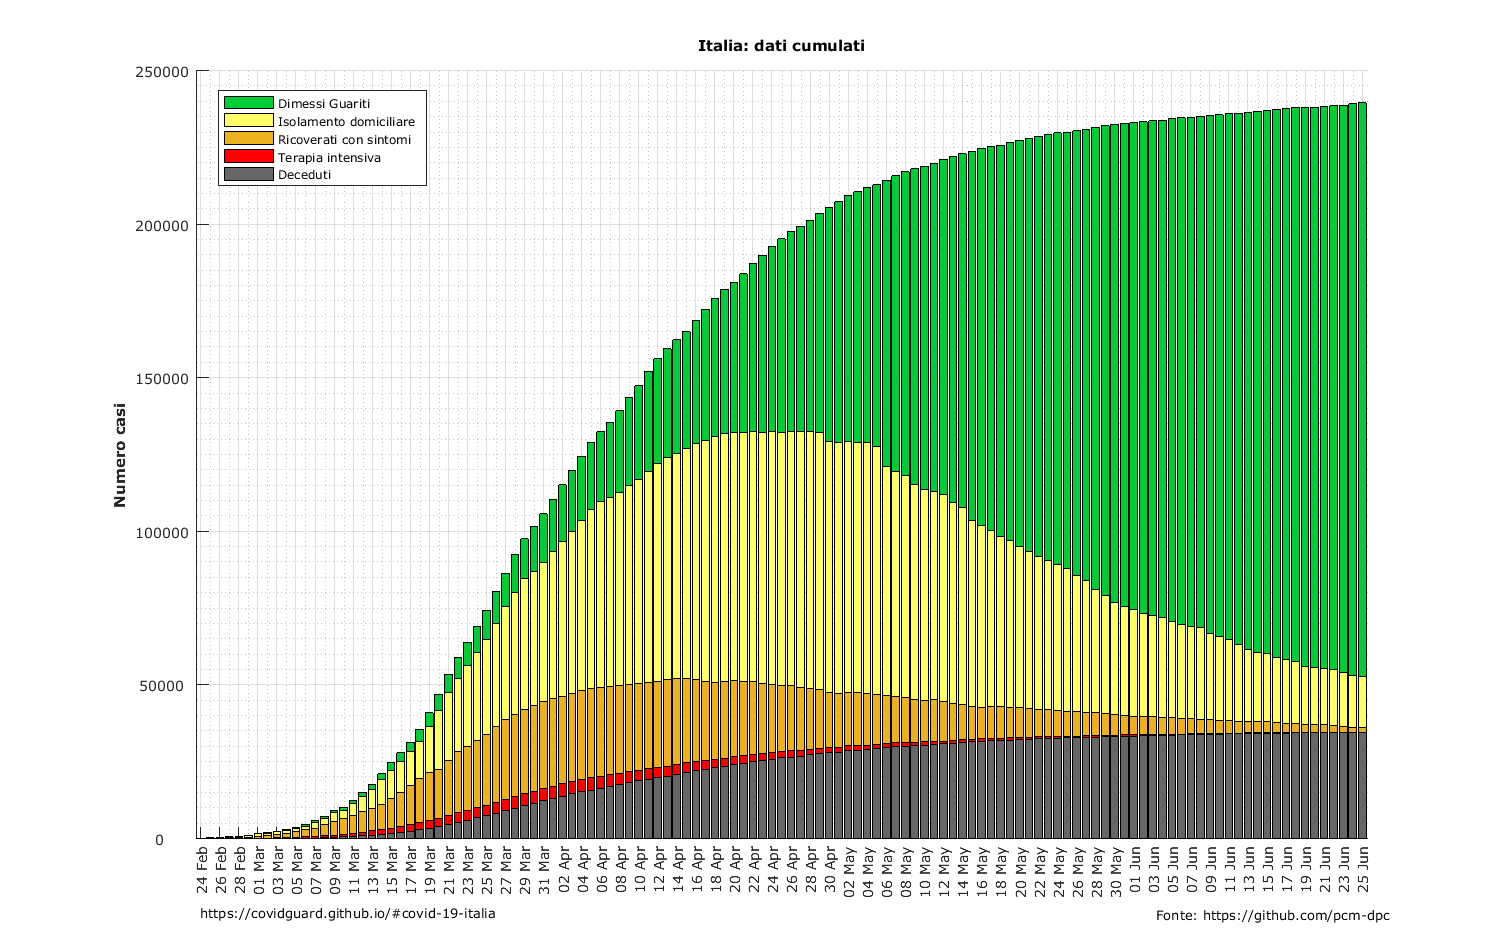 Italia: dati cumulati
250000
200000
150000
100000
50000
0
Numero casi
Dimessi Guariti
Isolamento domiciliare
Ricoverati con sintomi
Terapia intensiva
Deceduti
24 Feb
26 Feb
28 Feb
01 Mar
03 Mar
05 Mar
07 Mar
09 Mar
11 Mar
13 Mar
15 Mar
17 Mar
19 Mar
21 Mar
23 Mar
25 Mar
27 Mar
29 Mar
31 Mar
02 Apr
04 Apr
06 Apr
08 Apr
10 Apr
12 Apr
14 Apr
16 Apr
18 Apr
20 Apr
22 Apr
24 Apr
26 Apr
28 Apr
30 Apr
02 May
04 May
06 May
08 May
10 May
12 May
14 May
16 May
18 May
20 May
22 May
24 May
26 May
28 May
30 May
01 Jun
03 Jun
05 Jun
07 Jun
09 Jun
11 Jun
13 Jun
15 Jun
17 Jun
19 Jun
21 Jun
23 Jun
25 Jun
https://covidguard.github.io/#covid-19-italia
Fonte: https://github.com/pcm-dpc